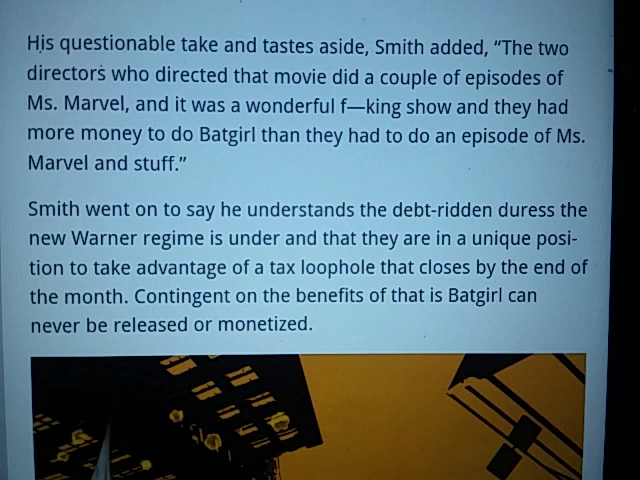 His questionable take and tastes aside, Smith added, “The two
directors who directed that movie did a couple of episodes of
Ms. Marvel, and it was a wonderful f—king show and they had
more money to do Batgirl than they had to do an episode of Ms.
Marvel and stuff.”
Smith went on to say he understands the debt-ridden duress the
new Warner regime is under and that they are in a unique posi-
tion to take advantage of a tax loophole that closes by the end of
the month. Contingent on the benefits of that is Batgirl can
never be released or monetized.